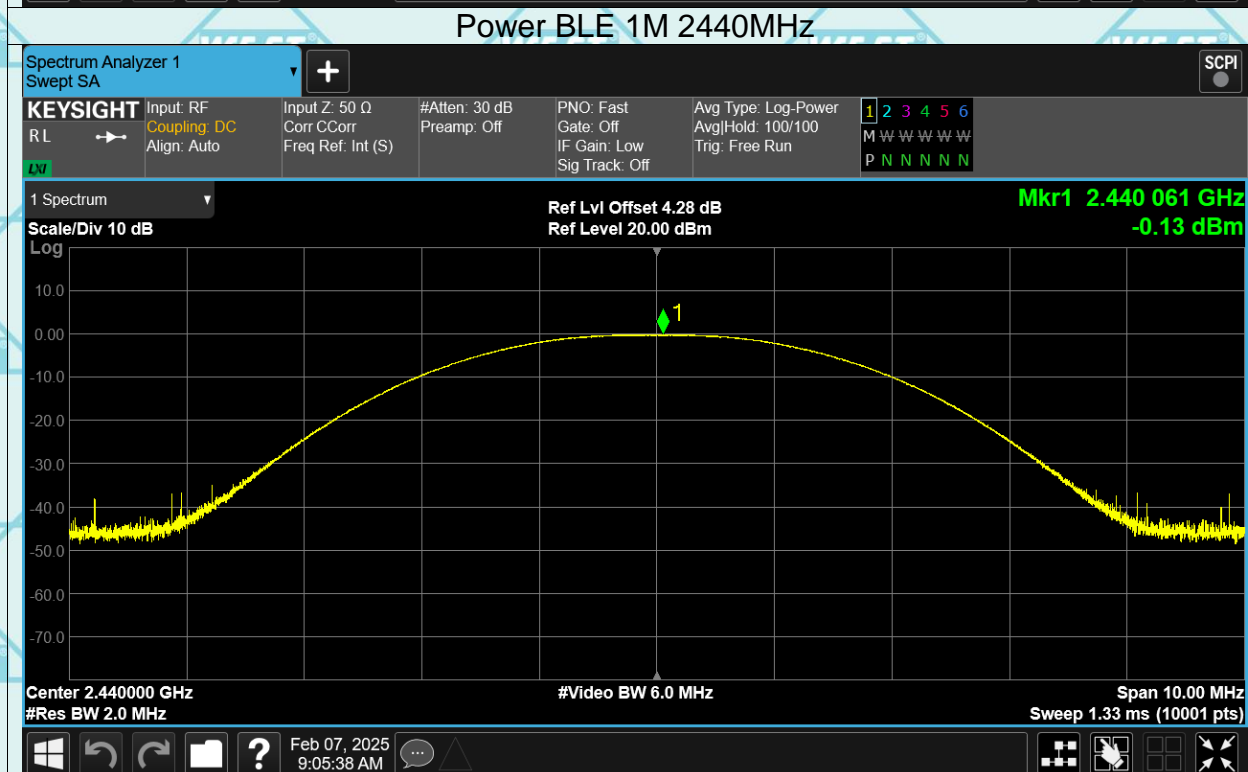 Power BLE 1M 2440MHz
Spectrum Analyzer 1
Swept SA
SCPI
KEYSIGHT
RL
LXI
Input: RF
Coupling: DC
Align: Auto
Input Z: 50 Ω
Corr CCorr
Freq Ref: Int (S)
#Atten: 30 dB
Preamp: Off
PNO: Fast
Gate: Off
IF Gain: Low
Sig Track: Off
Avg Type: Log-Power
Avg|Hold: 100/100
Trig: Free Run
1 2 3 4 5 6
M W W W W W
P N N N N N
1 Spectrum
Scale/Div 10 dB
Ref Lvl Offset 4.28 dB
Ref Level 20.00 dBm
Mkr1 2.440 061 GHz
-0.13 dBm
Log
10.0
0.00
-10.0
-20.0
-30.0
-40.0
-50.0
-60.0
-70.0
1
Center 2.440000 GHz
#Video BW 6.0 MHz
Span 10.00 MHz
#Res BW 2.0 MHz
Sweep 1.33 ms (10001 pts)
?
Feb 07, 2025
9:05:38 AM